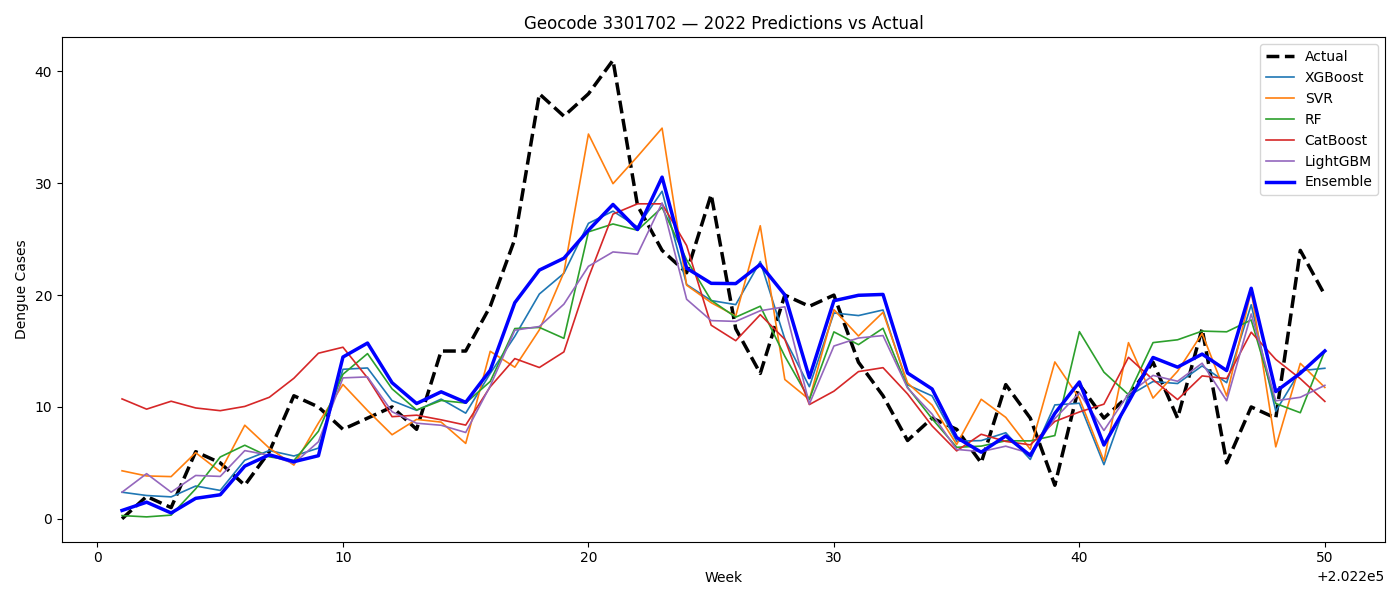 Geocode 3301702 — 2022 Predictions vs Actual
Dengue Cases
40
30
20
10
0
Actual
XGBoost
SVR
RF
CatBoost
LightGBM
Ensemble
0 10 20 30 40 50
Week
+2.022e5